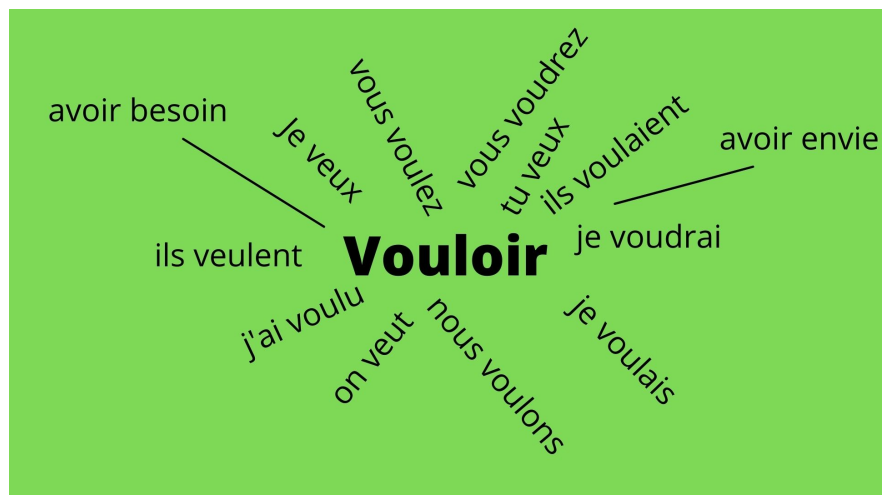 vous voulez
vous voudrez
avoir besoin
Je veux
tu veux
ils voulaient
avoir envie
ils veulent
Vouloir
je voudrai
j'ai voulu
on veut
nous voulons
je voulais